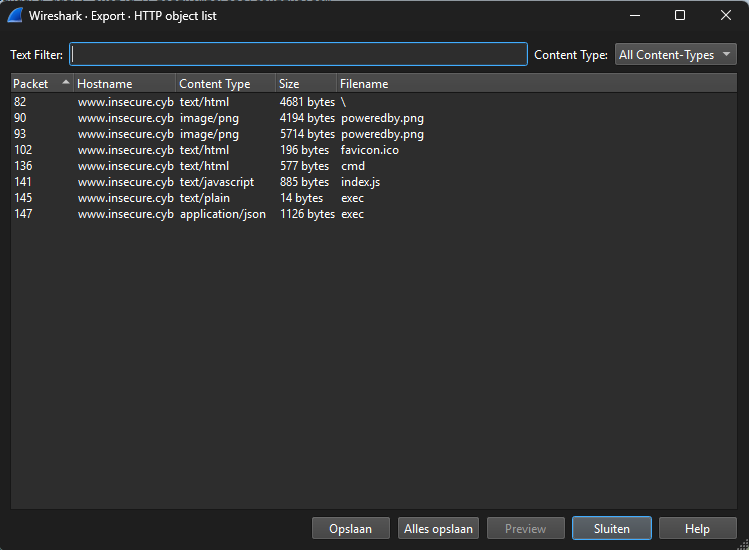 Wireshark · Export · HTTP object list
Text Filter: Content Type: All Content-Types
Packet Hostname Content Type Size Filename
82 www.insecure.cyb text/html 4681 bytes \
90 www.insecure.cyb image/png 4194 bytes poweredby.png
93 www.insecure.cyb image/png 5714 bytes poweredby.png
102 www.insecure.cyb text/html 196 bytes favicon.ico
136 www.insecure.cyb text/html 577 bytes cmd
141 www.insecure.cyb text/javascript 885 bytes index.js
145 www.insecure.cyb text/plain 14 bytes exec
147 www.insecure.cyb application/json 1126 bytes exec
Opslaan Alles opslaan Preview Sluiten Help